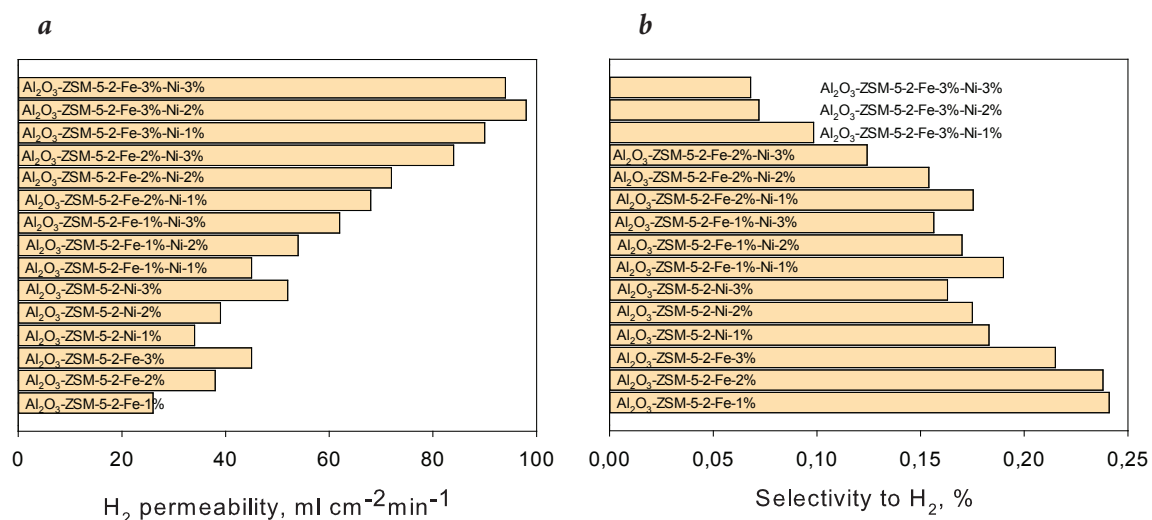 a
Al₂O₃-ZSM-5-2-Fe-3%-Ni-3%
Al₂O₃-ZSM-5-2-Fe-3%-Ni-2%
Al₂O₃-ZSM-5-2-Fe-3%-Ni-1%
Al₂O₃-ZSM-5-2-Fe-2%-Ni-3%
Al₂O₃-ZSM-5-2-Fe-2%-Ni-2%
Al₂O₃-ZSM-5-2-Fe-2%-Ni-1%
Al₂O₃-ZSM-5-2-Fe-1%-Ni-3%
Al₂O₃-ZSM-5-2-Fe-1%-Ni-2%
Al₂O₃-ZSM-5-2-Fe-1%-Ni-1%
Al₂O₃-ZSM-5-2-Ni-3%
Al₂O₃-ZSM-5-2-Ni-2%
Al₂O₃-ZSM-5-2-Ni-1%
Al₂O₃-ZSM-5-2-Fe-3%
Al₂O₃-ZSM-5-2-Fe-2%
Al₂O₃-ZSM-5-2-Fe-1%
0 20 40 60 80 100
H₂ permeability, ml cm⁻²min⁻¹
b
Al₂O₃-ZSM-5-2-Fe-3%-Ni-3%
Al₂O₃-ZSM-5-2-Fe-3%-Ni-2%
Al₂O₃-ZSM-5-2-Fe-3%-Ni-1%
Al₂O₃-ZSM-5-2-Fe-2%-Ni-3%
Al₂O₃-ZSM-5-2-Fe-2%-Ni-2%
Al₂O₃-ZSM-5-2-Fe-2%-Ni-1%
Al₂O₃-ZSM-5-2-Fe-1%-Ni-3%
Al₂O₃-ZSM-5-2-Fe-1%-Ni-2%
Al₂O₃-ZSM-5-2-Fe-1%-Ni-1%
Al₂O₃-ZSM-5-2-Ni-3%
Al₂O₃-ZSM-5-2-Ni-2%
Al₂O₃-ZSM-5-2-Ni-1%
Al₂O₃-ZSM-5-2-Fe-3%
Al₂O₃-ZSM-5-2-Fe-2%
Al₂O₃-ZSM-5-2-Fe-1%
0,00 0,05 0,10 0,15 0,20 0,25
Selectivity to H₂, %